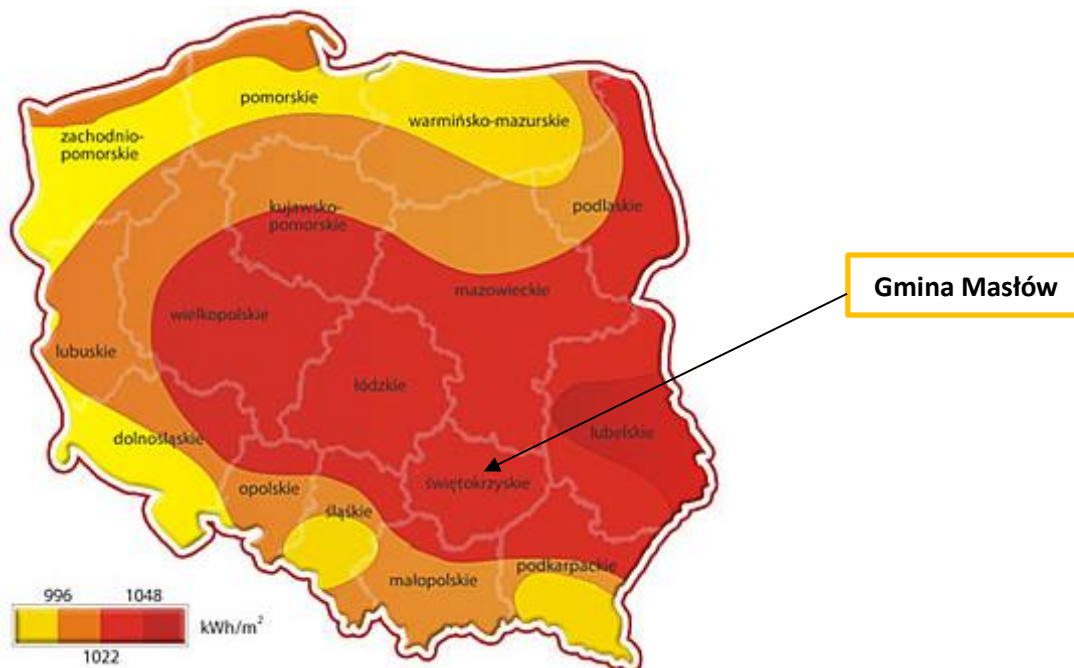 pomorskie
warmińsko-mazurskie
zachodnio-
pomorskie
kujawsko-
pomorskie
podlaskie
Gmina Masłów
mazowieckie
wielkopolskie
lubuskie
łódzkie
dolnośląskie
lubelskie
opolskie
świętokrzyskie
śląskie
podkarpackie
małopolskie
996 1048
kWh/m²
1022